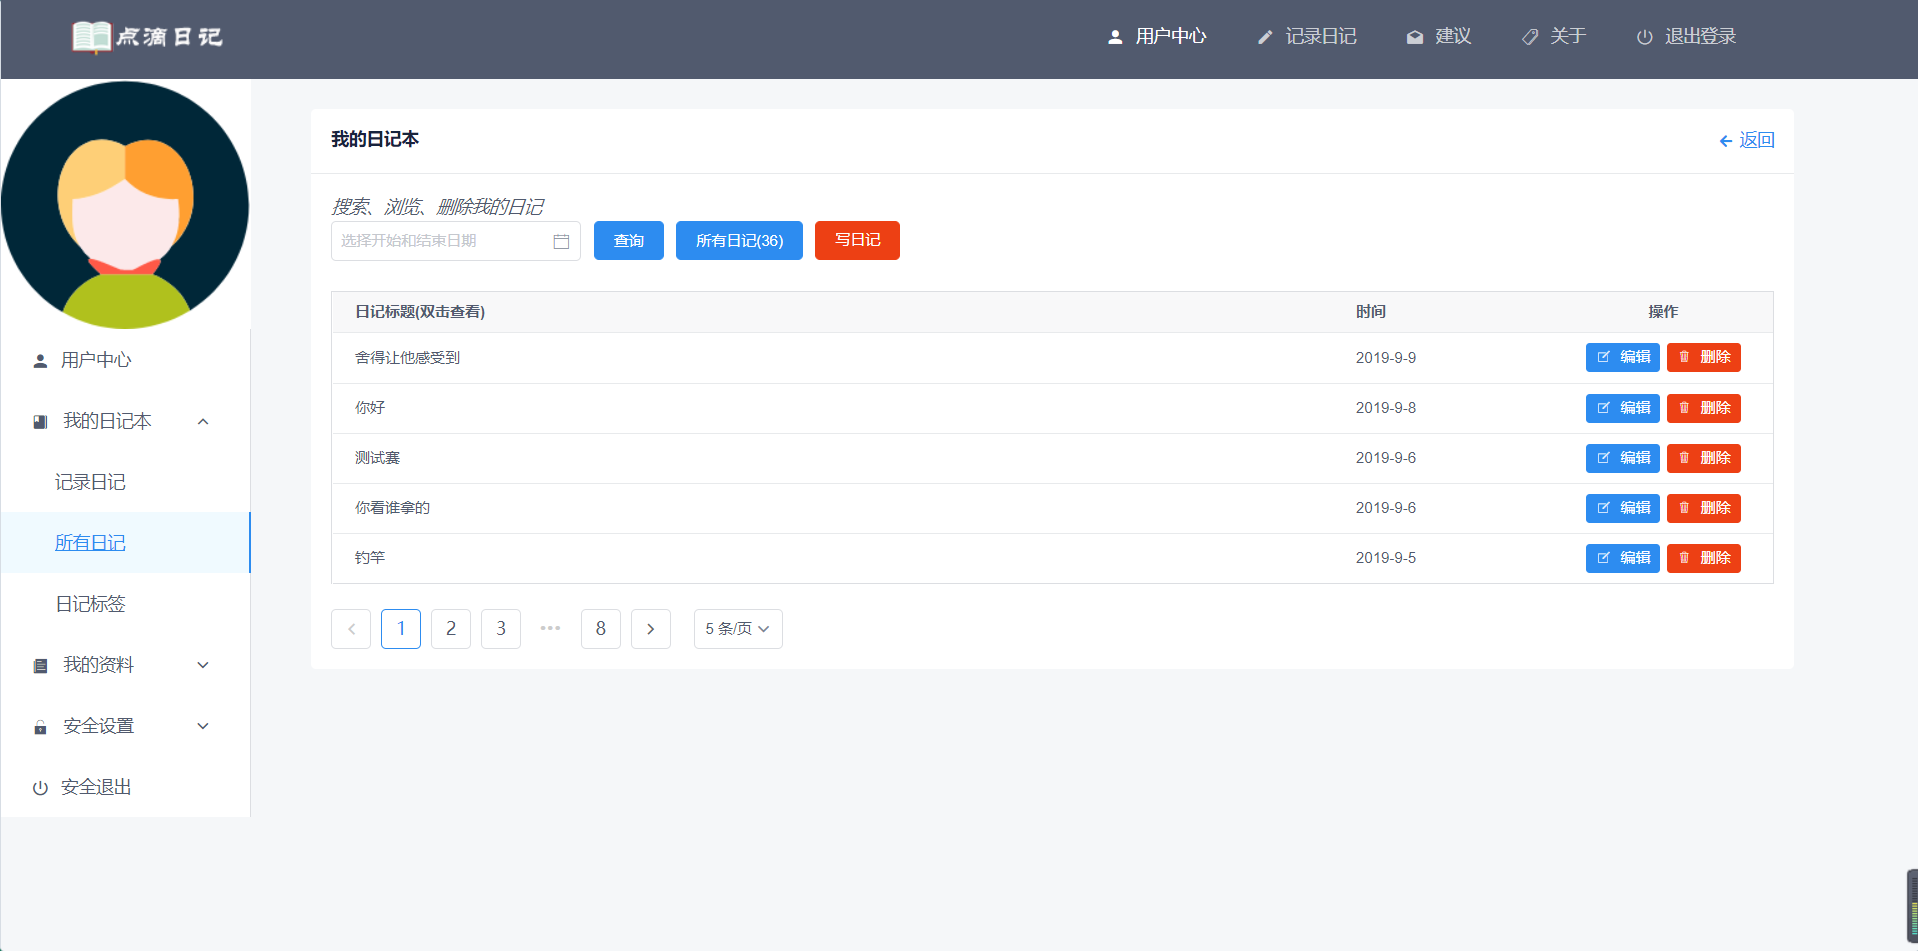 点滴日记
用户中心 记录日记 建议 关于 退出登录
我的日记本 返回
搜索、浏览、删除我的日记
选择开始和结束日期 查询 所有日记(36) 写日记
日记标题(双击查看) 时间 操作
舍得让他感受到 2019-9-9 编辑 删除
你好 2019-9-8 编辑 删除
测试赛 2019-9-6 编辑 删除
你看谁拿的 2019-9-6 编辑 删除
钓竿 2019-9-5 编辑 删除
1 2 3 ••• 8 5 条/页
用户中心
我的日记本
记录日记
所有日记
日记标签
我的资料
安全设置
安全退出